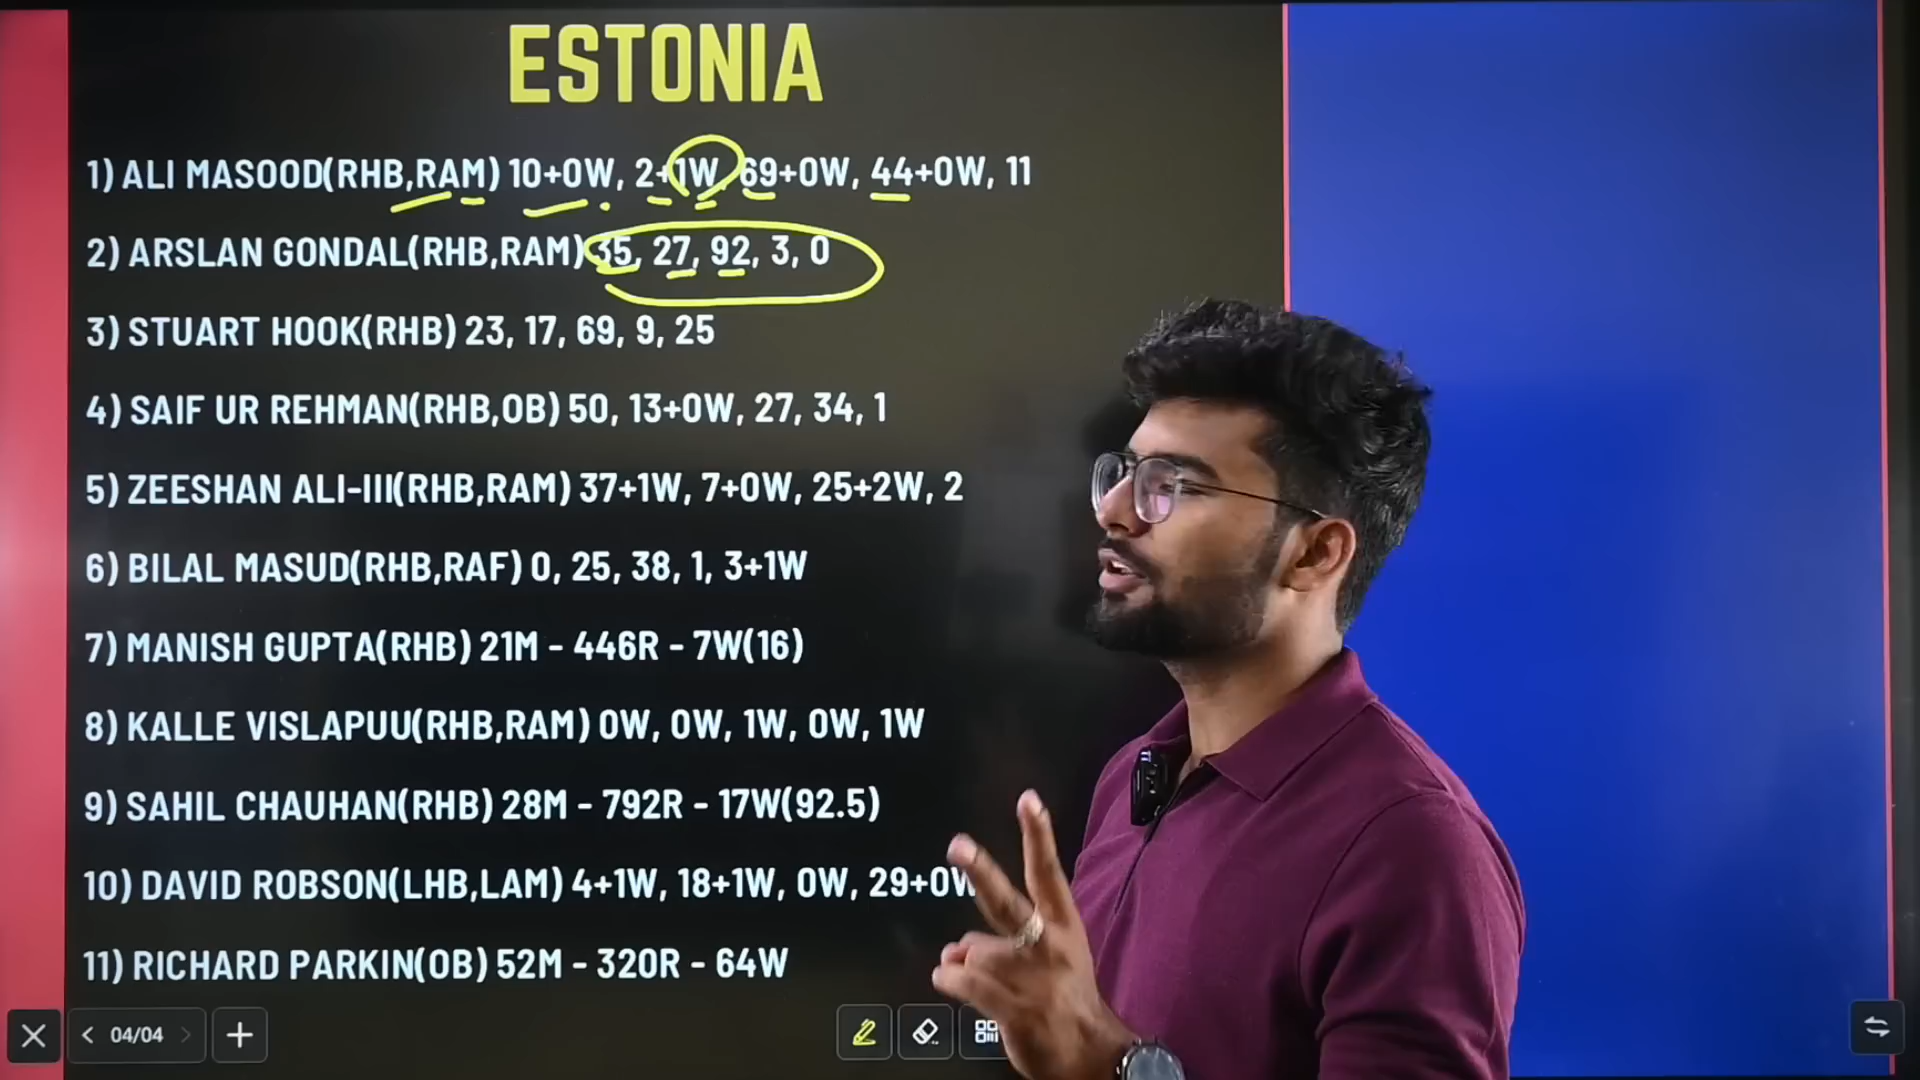 ESTONIA
1) ALI MASOOD(RHB,RAM) 10+0W, 2+1W, 69+0W, 44+0W, 11
2) ARSLAN GONDAL(RHB,RAM) 35, 27, 92, 3, 0
3) STUART HOOK(RHB) 23, 17, 69, 9, 25
4) SAIF UR REHMAN(RHB,OB) 50, 13+0W, 27, 34, 1
5) ZEESHAN ALI-III(RHB,RAM) 37+1W, 7+0W, 25+2W, 2
6) BILAL MASUD(RHB,RAF) 0, 25, 38, 1, 3+1W
7) MANISH GUPTA(RHB) 21M - 446R - 7W(16)
8) KALLE VISLAPUU(RHB,RAM) 0W, 0W, 1W, 0W, 1W
9) SAHIL CHAUHAN(RHB) 28M - 792R - 17W(92.5)
10) DAVID ROBSON(LHB,LAM) 4+1W, 18+1W, 0W, 29+0W
11) RICHARD PARKIN(OB) 52M - 320R - 64W
04/04